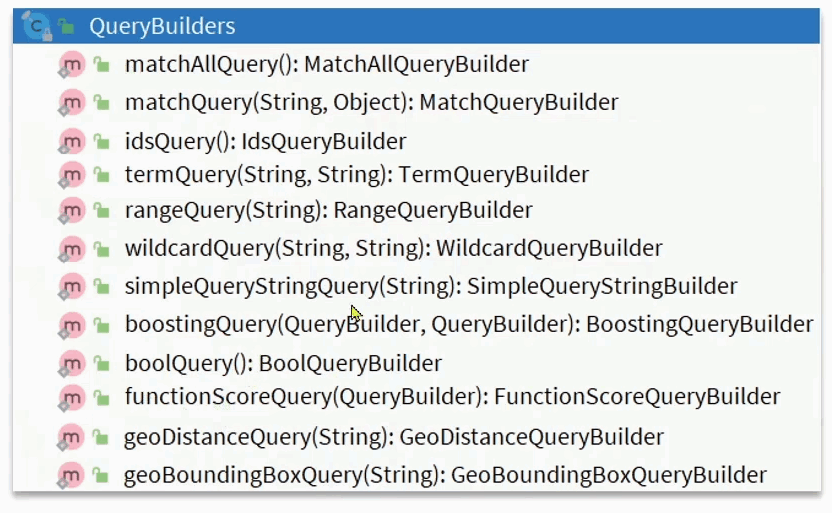 QueryBuilders
matchAllQuery(): MatchAllQueryBuilder
matchQuery(String, Object): MatchQueryBuilder
idsQuery(): IdsQueryBuilder
termQuery(String, String): TermQueryBuilder
rangeQuery(String): RangeQueryBuilder
wildcardQuery(String, String): WildcardQueryBuilder
simpleQueryStringQuery(String): SimpleQueryStringBuilder
boostingQuery(QueryBuilder, QueryBuilder): BoostingQueryBuilder
boolQuery(): BoolQueryBuilder
functionScoreQuery(QueryBuilder): FunctionScoreQueryBuilder
geoDistanceQuery(String): GeoDistanceQueryBuilder
geoBoundingBoxQuery(String): GeoBoundingBoxQueryBuilder